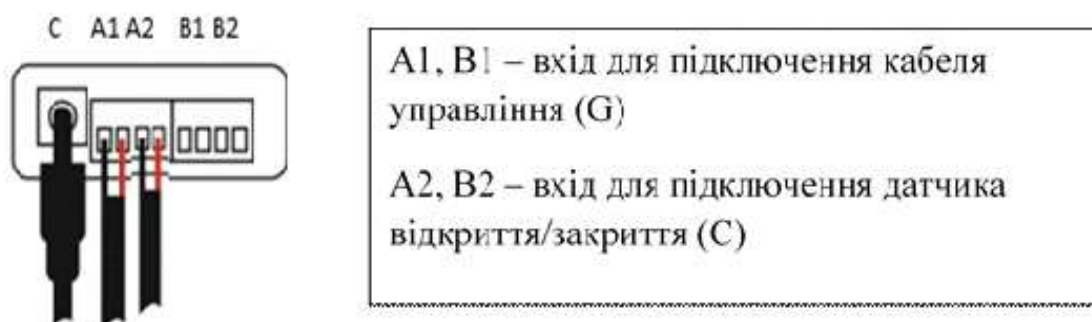 C A1 A2 B1 B2
A1, B1 – вхід для підключення кабеля
управління (G)
A2, B2 – вхід для підключення датчика
відкриття/закриття (C)